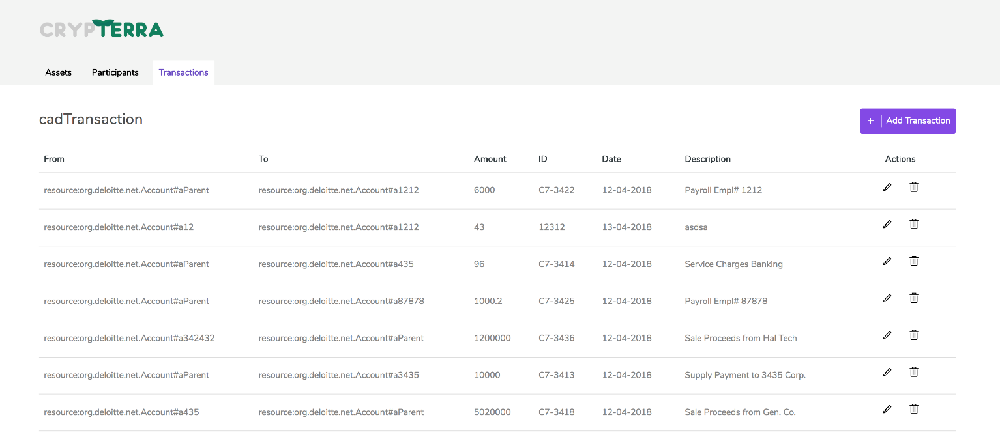 CRYPTERRA
Assets Participants Transactions
cadTransaction
+ Add Transaction
From To Amount ID Date Description Actions
resource:org.deloitte.net.Account#aParent resource:org.deloitte.net.Account#a1212 6000 C7-3422 12-04-2018 Payroll Empl# 1212
resource:org.deloitte.net.Account#a12 resource:org.deloitte.net.Account#a1212 43 12312 13-04-2018 asdsa
resource:org.deloitte.net.Account#aParent resource:org.deloitte.net.Account#a435 96 C7-3414 12-04-2018 Service Charges Banking
resource:org.deloitte.net.Account#aParent resource:org.deloitte.net.Account#a87878 1000.2 C7-3425 12-04-2018 Payroll Empl# 87878
resource:org.deloitte.net.Account#a342432 resource:org.deloitte.net.Account#aParent 1200000 C7-3436 12-04-2018 Sale Proceeds from Hal Tech
resource:org.deloitte.net.Account#aParent resource:org.deloitte.net.Account#a3435 10000 C7-3413 12-04-2018 Supply Payment to 3435 Corp.
resource:org.deloitte.net.Account#a435 resource:org.deloitte.net.Account#aParent 5020000 C7-3418 12-04-2018 Sale Proceeds from Gen. Co.